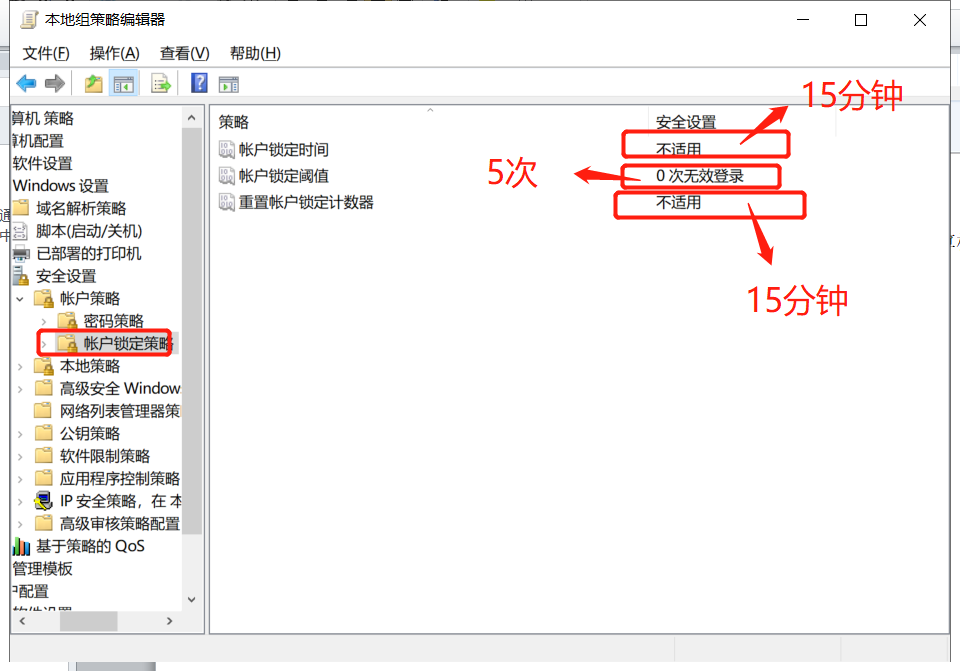 本地组策略编辑器
文件(F) 操作(A) 查看(V) 帮助(H)
15分钟
策略 安全设置
帐户锁定时间 不适用
5次
帐户锁定阈值 0 次无效登录
重置帐户锁定计数器 不适用
15分钟
算机 策略
算机配置
软件设置
Windows 设置
域名解析策略
脚本(启动/关机)
已部署的打印机
安全设置
帐户策略
密码策略
帐户锁定策略
本地策略
高级安全 Window
网络列表管理器策
公钥策略
软件限制策略
应用程序控制策略
IP 安全策略，在 本
高级审核策略配置
基于策略的 QoS
管理模板
户配置
软件设置